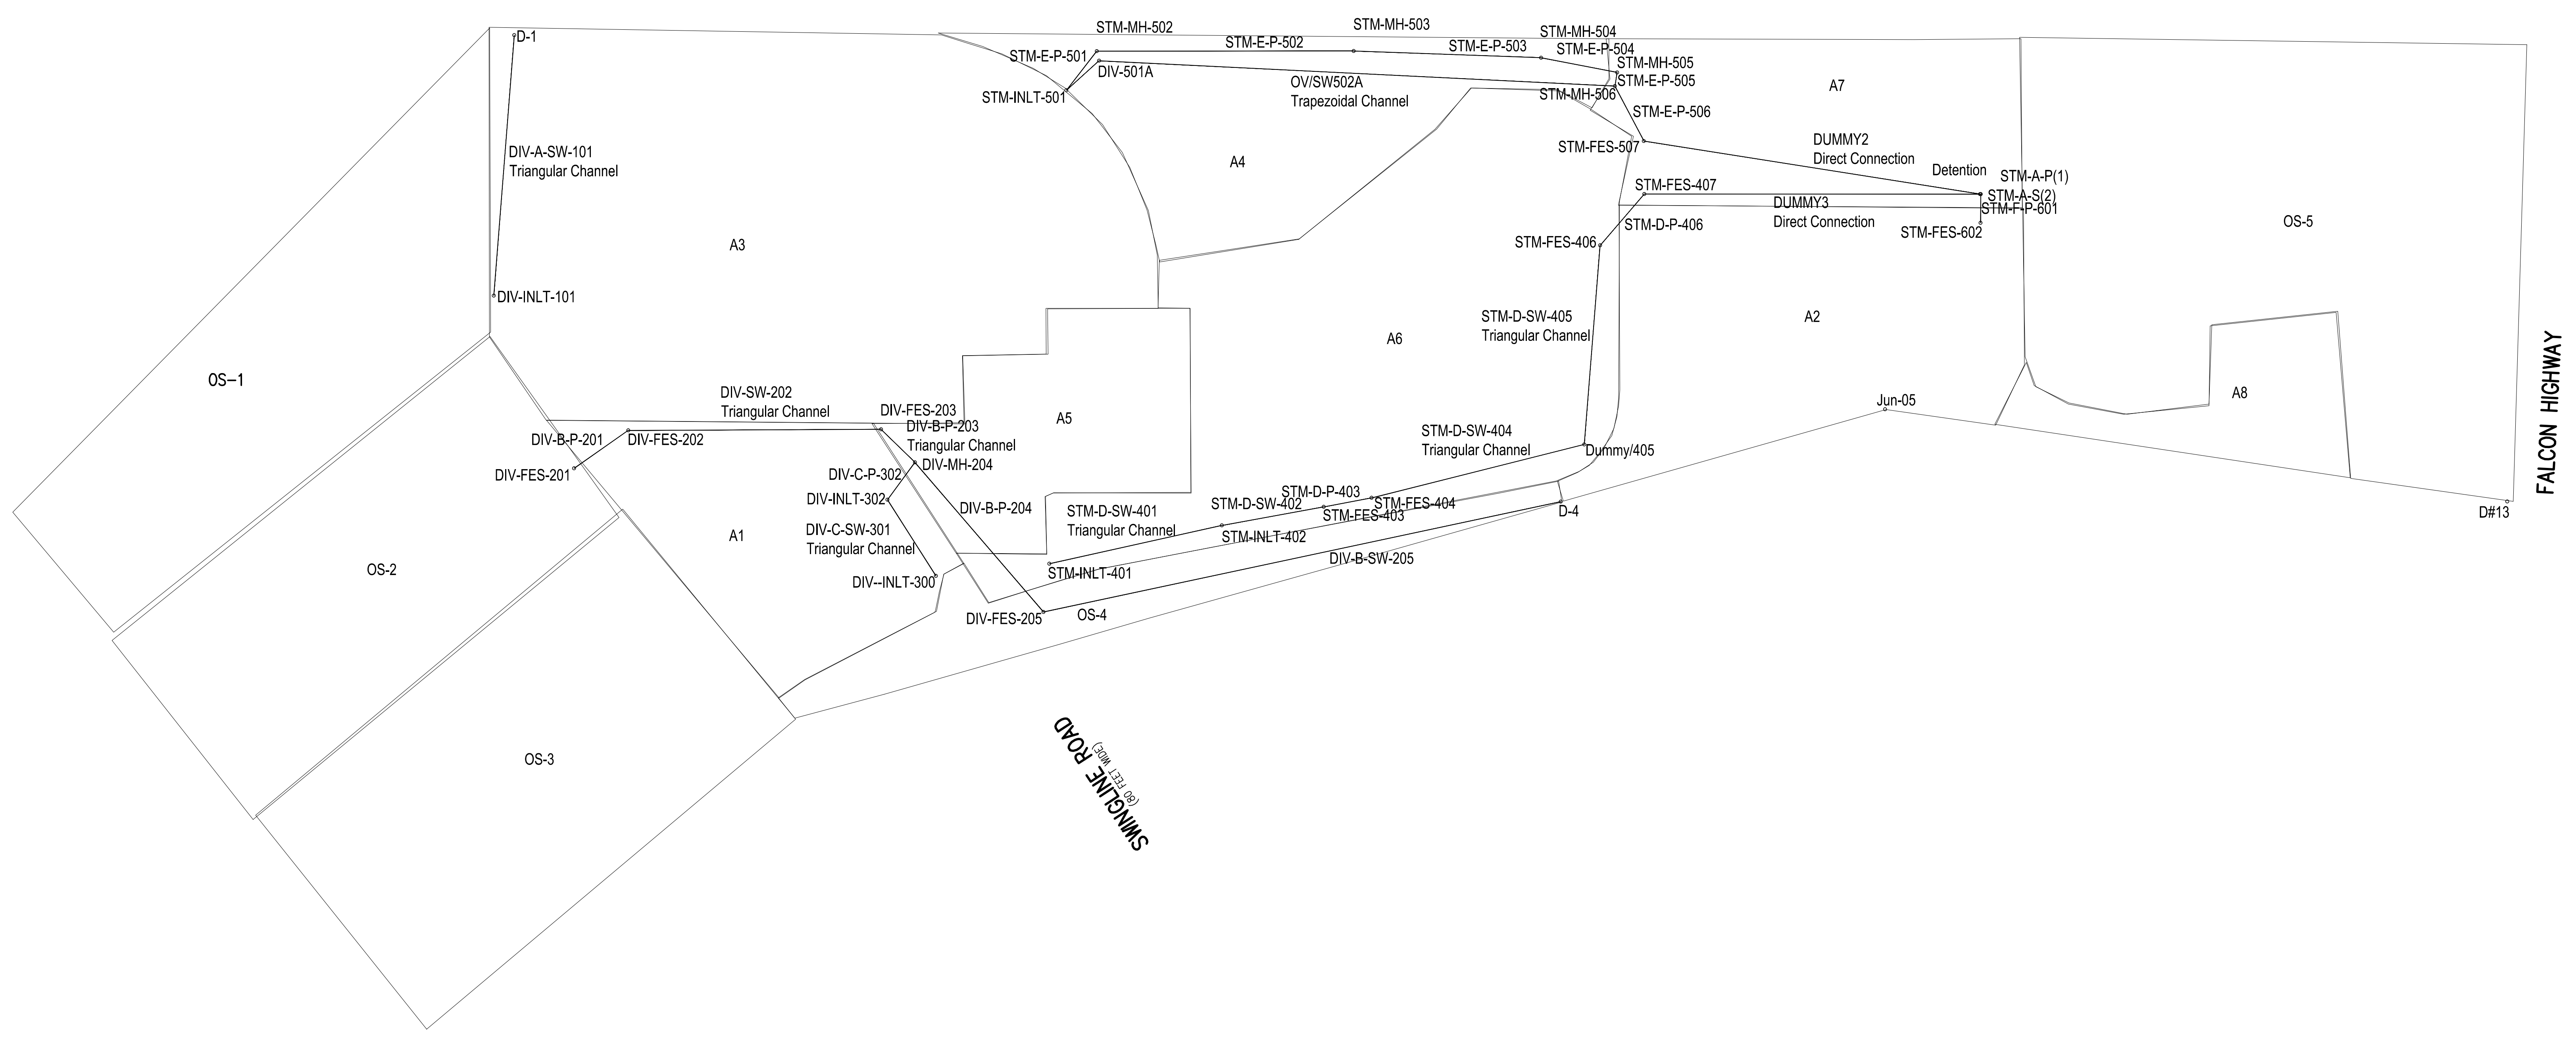 STM-MH-502
STM-MH-503
STM-MH-504
D-1
STM-E-P-501
STM-E-P-502
STM-E-P-503
STM-E-P-504
DIV-501A
STM-MH-505
STM-E-P-505
STM-INLT-501
OV/SW502A
Trapezoidal Channel
STM-MH-506
A7
STM-E-P-506
DUMMY2
Direct Connection
STM-FES-507
DIV-A-SW-101
Triangular Channel
A4
Detention
STM-A-P(1)
STM-A-S(2)
STM-F-P-601
STM-FES-407
DUMMY3
Direct Connection
STM-D-P-406
STM-FES-602
OS-5
A3
STM-FES-406
DIV-INLT-101
STM-D-SW-405
Triangular Channel
A2
A6
OS-1
FALCON HIGHWAY
DIV-SW-202
Triangular Channel
DIV-FES-203
A5
A8
Jun-05
DIV-B-P-201
DIV-FES-202
DIV-B-P-203
Triangular Channel
STM-D-SW-404
Triangular Channel
Dummy/405
DIV-FES-201
DIV-C-P-302
DIV-MH-204
DIV-INLT-302
DIV-B-P-204
STM-D-SW-401
Triangular Channel
STM-D-SW-402
STM-D-P-403
STM-FES-404
STM-FES-403
D-4
D#13
A1
DIV-C-SW-301
Triangular Channel
STM-INLT-402
DIV-B-SW-205
OS-2
DIV--INLT-300
STM-INLT-401
DIV-FES-205
OS-4
OS-3
SWINGLINE ROAD
(80 FEET WIDE)